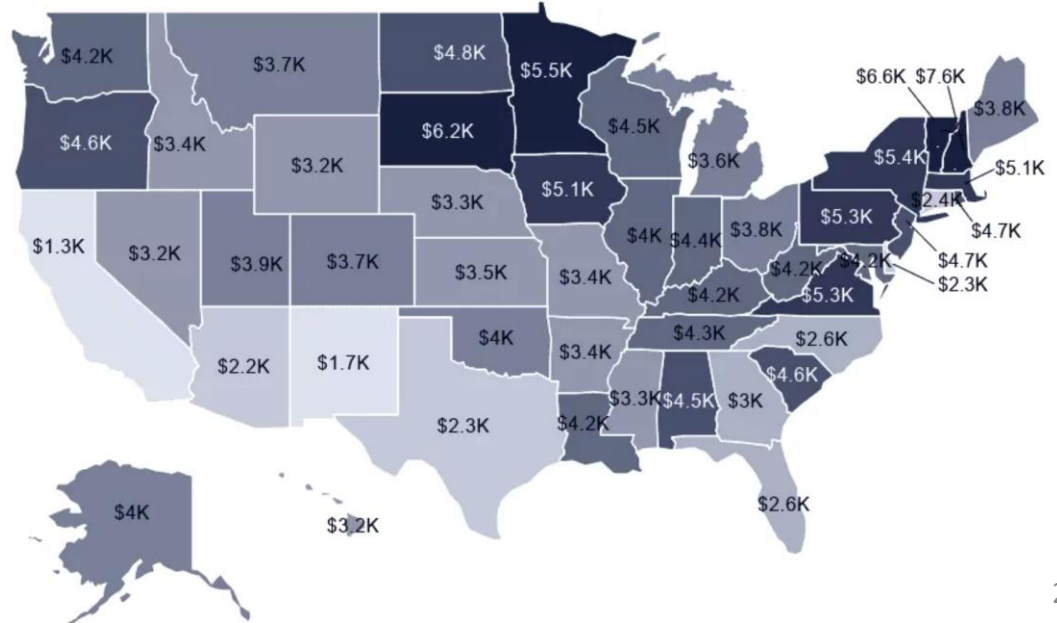 $4.2K
$3.7K
$4.8K
$5.5K
$6.6K $7.6K
$3.8K
$4.6K
$3.4K
$3.2K
$6.2K
$4.5K
$3.6K
$5.4K
$5.1K
$3.3K
$5.1K
$2.4K
$4.7K
$1.3K
$3.2K
$3.9K
$3.7K
$3.5K
$3.4K
$4K
$4.4K
$3.8K
$5.3K
$4.2K
$4.2K
$4.7K
$2.3K
$4.2K
$5.3K
$2.2K
$1.7K
$4K
$3.4K
$4.3K
$2.6K
$4.6K
$2.3K
$4.2K
$3.3K
$4.5K
$3K
$2.6K
$4K
$3.2K